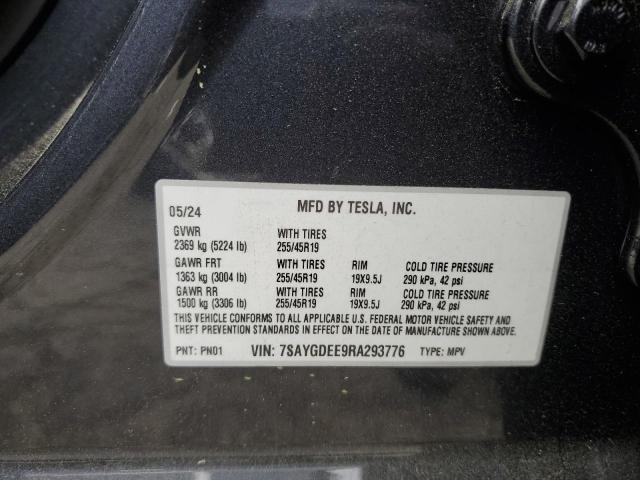 05/24 MFD BY TESLA, INC.
GVWR WITH TIRES
2369 kg (5224 lb) 255/45R19
GAWR FRT WITH TIRES RIM COLD TIRE PRESSURE
1363 kg (3004 lb) 255/45R19 19X9.5J 290 kPa, 42 psi
GAWR RR WITH TIRES RIM COLD TIRE PRESSURE
1500 kg (3306 lb) 255/45R19 19X9.5J 290 kPa, 42 psi
THIS VEHICLE CONFORMS TO ALL APPLICABLE U.S. FEDERAL MOTOR VEHICLE SAFETY AND
THEFT PREVENTION STANDARDS IN EFFECT ON THE DATE OF MANUFACTURE SHOWN ABOVE.
PNT: PN01 VIN: 7SAYGDEE9RA293776 TYPE: MPV